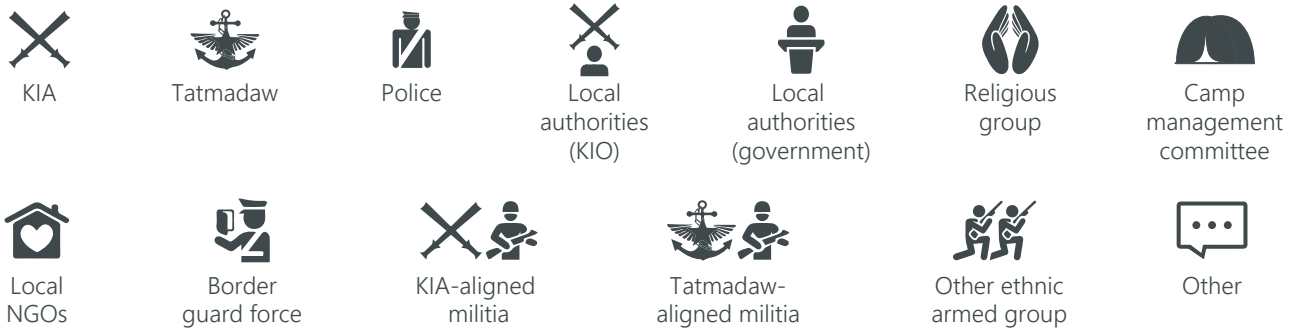 KIA
Tatmadaw
Police
Local
authorities
(KIO)
Local
authorities
(government)
Religious
group
Camp
management
committee
Local
NGOs
Border
guard force
KIA-aligned
militia
Tatmadaw-
aligned militia
Other ethnic
armed group
Other